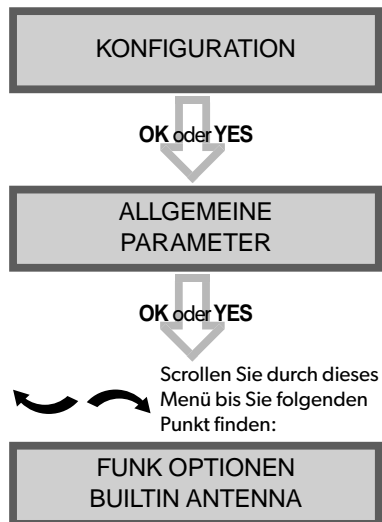 KONFIGURATION
OK oder YES
ALLGEMEINE
PARAMETER
OK oder YES
Scrollen Sie durch dieses
Menü bis Sie folgenden
Punkt finden:
FUNK OPTIONEN
BUILTIN ANTENNA